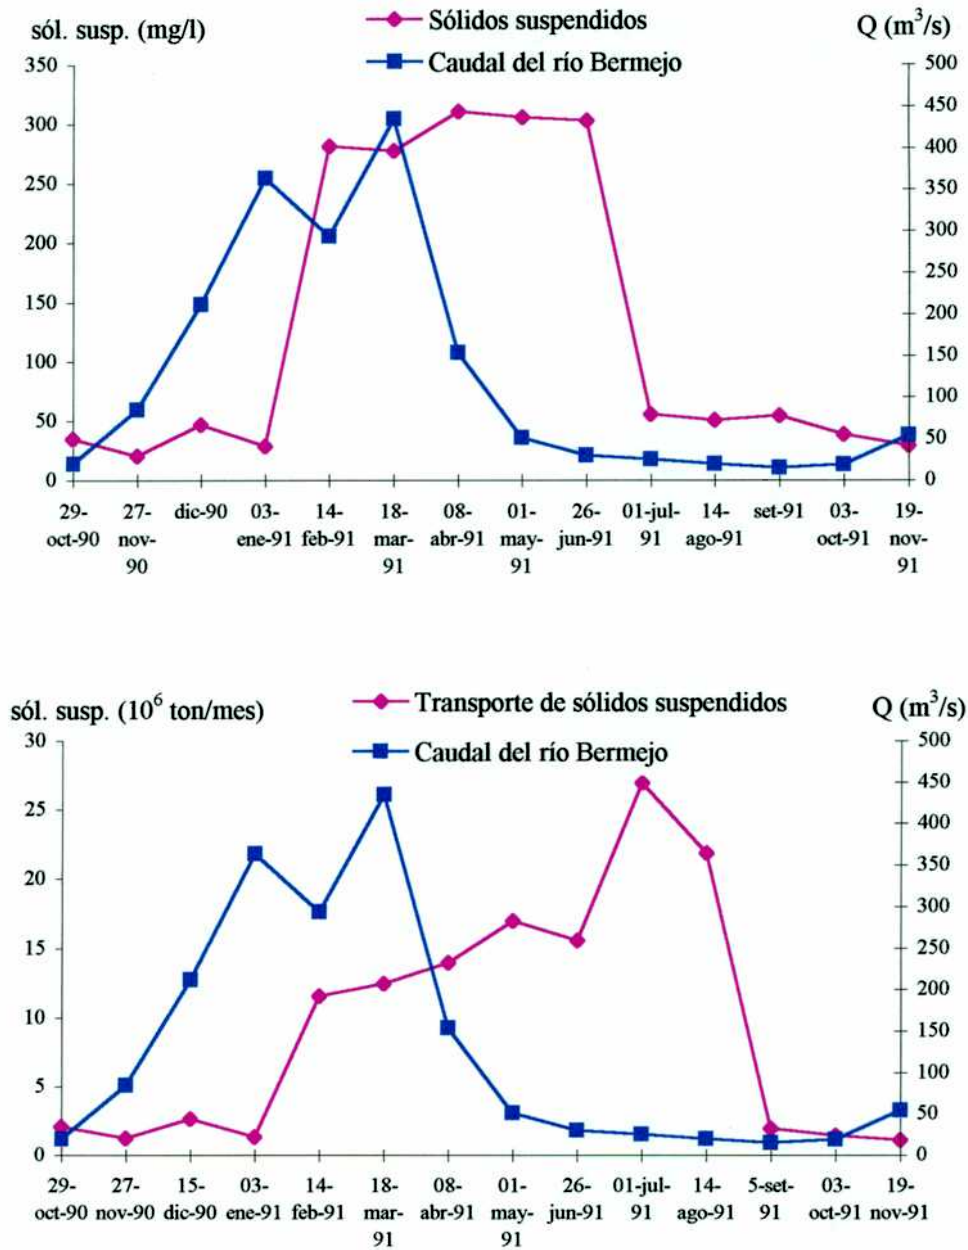 sól. susp. (mg/l)
Sólidos suspendidos
Q (m³/s)
Caudal del río Bermejo
350
300
250
200
150
100
50
0
500
450
400
350
300
250
200
150
100
50
0
29-
oct-90
27-
nov-
90
dic-90
03-
ene-91
14-
feb-91
18-
mar-
91
08-
abr-91
01-
may-
91
26-
jun-91
01-jul-
91
14-
ago-91
set-91
03-
oct-91
19-
nov-
91
sól. susp. (10⁶ ton/mes)
Transporte de sólidos suspendidos
Q (m³/s)
Caudal del río Bermejo
30
25
20
15
10
5
0
500
450
400
350
300
250
200
150
100
50
0
29-
oct-90
27-
nov-90
15-
dic-90
03-
ene-91
14-
feb-91
18-
mar-
91
08-
abr-91
01-
may-
91
26-
jun-91
01-jul-
91
14-
ago-91
5-set-
91
03-
oct-91
19-
nov-91